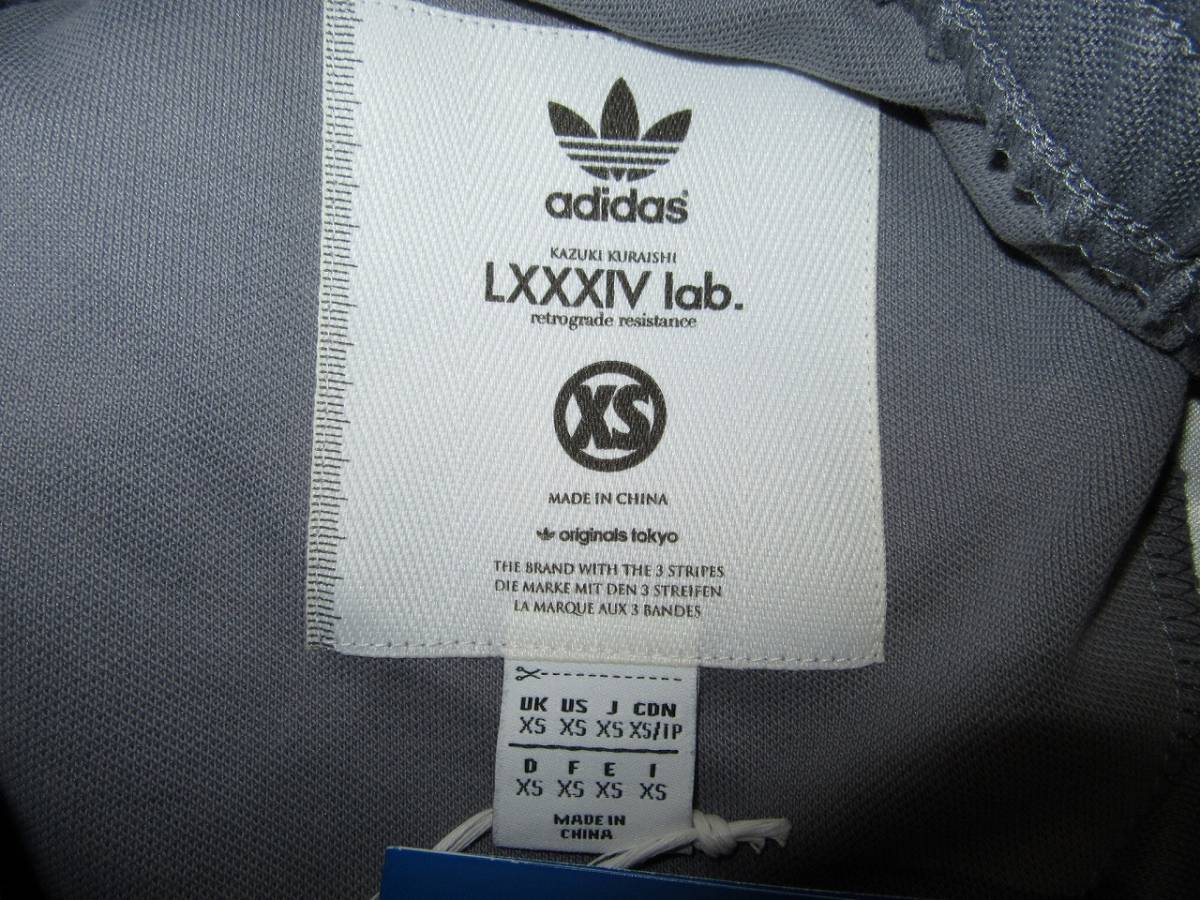 adidas
KAZUKI KURAISHI
LXXXIV lab.
retrograde resistance
XS
MADE IN CHINA
originals tokyo
THE BRAND WITH THE 3 STRIPES
DIE MARKE MIT DEN 3 STREIFEN
LA MARQUE AUX 3 BANDES
UK US J CDN
XS XS XS XS/TP
D F E I
XS XS XS XS
MADE IN
CHINA